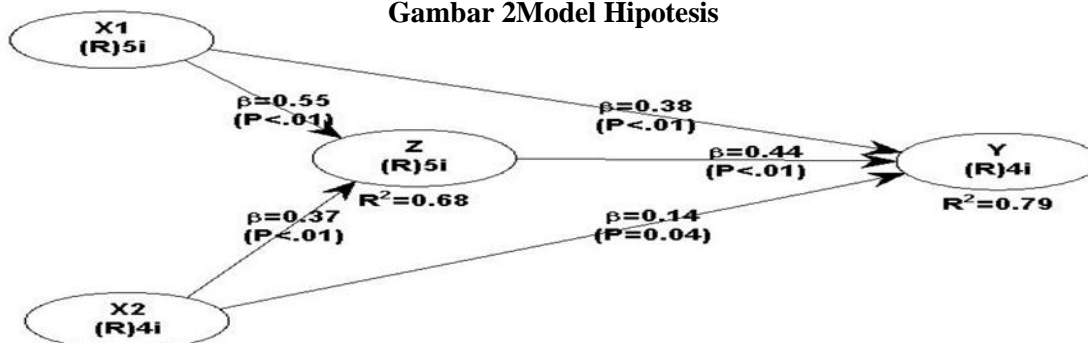 Gambar 2Model Hipotesis
X1
(R)5i
β=0.55
(P<.01)
β=0.38
(P<.01)
Z
(R)5i
R²=0.68
β=0.44
(P<.01)
Y
(R)4i
R²=0.79
β=0.37
(P<.01)
β=0.14
(P=0.04)
X2
(R)4i